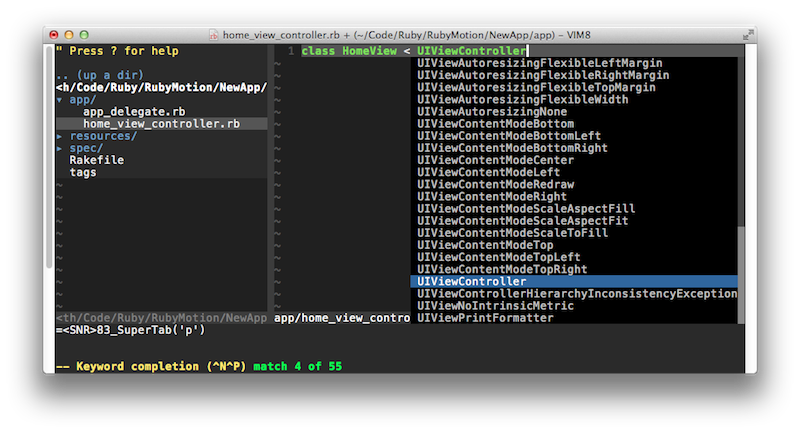 home_view_controller.rb + (~/Code/Ruby/RubyMotion/NewApp/app) – VIM8
" Press ? for help
.. (up a dir)
<h/Code/Ruby/RubyMotion/NewApp/
▾ app/
app_delegate.rb
home_view_controller.rb
▸ resources/
▸ spec/
Rakefile
tags
~
~
~
~
~
~
~
~
~
~
~
<th/Code/Ruby/RubyMotion/NewApp
1 class HomeView < UIViewController
~ UIViewAutoresizingFlexibleLeftMargin
~ UIViewAutoresizingFlexibleRightMargin
~ UIViewAutoresizingFlexibleTopMargin
~ UIViewAutoresizingFlexibleWidth
~ UIViewAutoresizingNone
~ UIViewContentModeBottom
~ UIViewContentModeBottomLeft
~ UIViewContentModeBottomRight
~ UIViewContentModeCenter
~ UIViewContentModeLeft
~ UIViewContentModeRedraw
~ UIViewContentModeRight
~ UIViewContentModeScaleAspectFill
~ UIViewContentModeScaleAspectFit
~ UIViewContentModeScaleToFill
~ UIViewContentModeTop
~ UIViewContentModeTopLeft
~ UIViewContentModeTopRight
~ UIViewController
~ UIViewControllerHierarchyInconsistencyException
~ UIViewNoIntrinsicMetric
app/home_view_contro UIViewPrintFormatter
=<SNR>83_SuperTab('p')
-- Keyword completion (^N^P) match 4 of 55